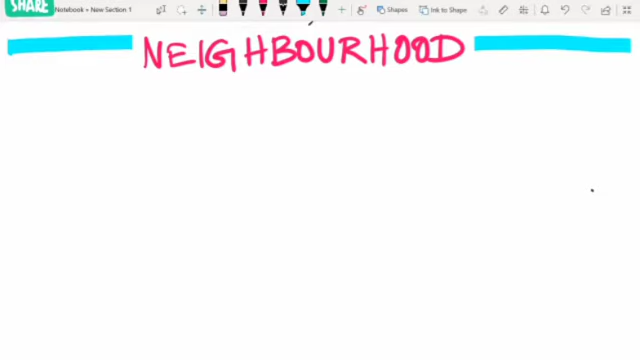 SHARE
Notebook » New Section 1
Shapes
Ink to Shape
NEIGHBOURHOOD